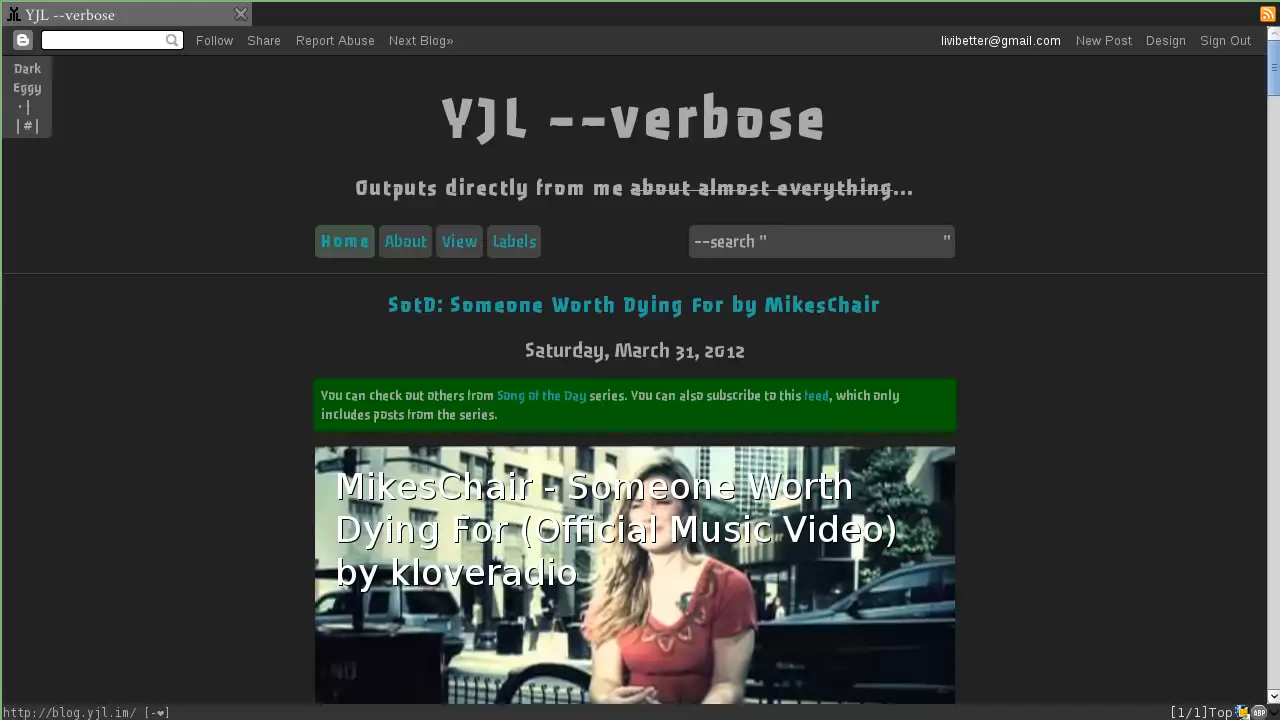 YJL --verbose
Follow Share Report Abuse Next Blog» livibetter@gmail.com New Post Design Sign Out
Dark
Eggy
·|
|#|
YJL --verbose
Outputs directly from me about almost everything...
Home About View Labels --search " "
SotD: Someone Worth Dying For by MikesChair
Saturday, March 31, 2012
You can check out others from Song of the Day series. You can also subscribe to this feed, which only
includes posts from the series.
MikesChair - Someone Worth
Dying For (Official Music Video)
by kloveradio
http://blog.yjl.im/ [-❤] [1/1]Top ABP